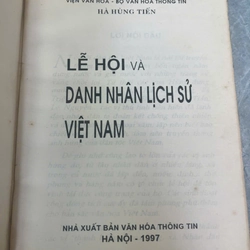 VIỆN VĂN HÓA - BỘ VĂN HÓA THÔNG TIN
HÀ HÙNG TIẾN
LỄ HỘI VÀ
DANH NHÂN LỊCH SỬ
VIỆT NAM
NHÀ XUẤT BẢN VĂN HÓA THÔNG TIN
HÀ NỘI - 1997